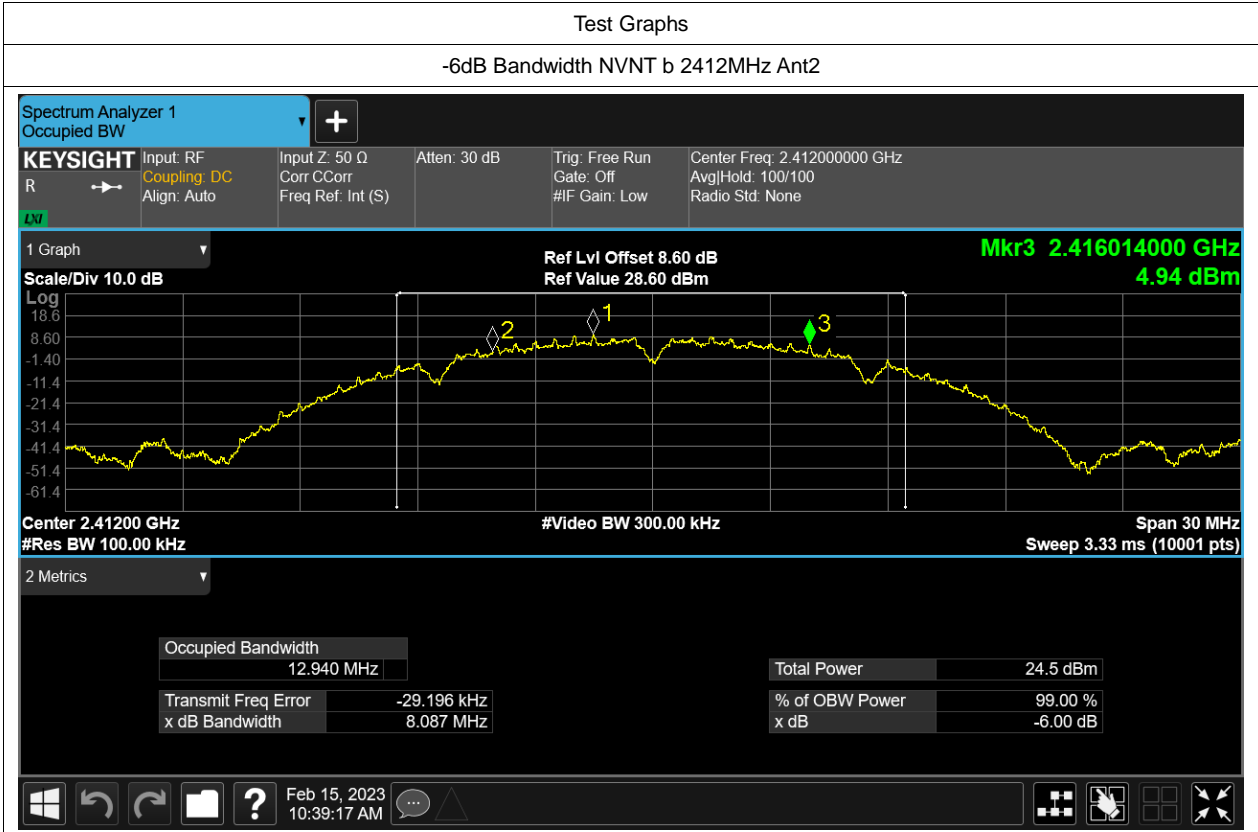 Test Graphs
-6dB Bandwidth NVNT b 2412MHz Ant2
Spectrum Analyzer 1
Occupied BW
KEYSIGHT
R
LXI
Input: RF
Coupling: DC
Align: Auto
Input Z: 50 Ω
Corr CCorr
Freq Ref: Int (S)
Atten: 30 dB
Trig: Free Run
Gate: Off
#IF Gain: Low
Center Freq: 2.412000000 GHz
Avg|Hold: 100/100
Radio Std: None
1 Graph
Scale/Div 10.0 dB
Ref Lvl Offset 8.60 dB
Ref Value 28.60 dBm
Mkr3 2.416014000 GHz
4.94 dBm
Log
18.6
8.60
-1.40
-11.4
-21.4
-31.4
-41.4
-51.4
-61.4
2
1
3
Center 2.41200 GHz
#Res BW 100.00 kHz
#Video BW 300.00 kHz
Span 30 MHz
Sweep 3.33 ms (10001 pts)
2 Metrics
Occupied Bandwidth
12.940 MHz
Transmit Freq Error -29.196 kHz
x dB Bandwidth 8.087 MHz
Total Power 24.5 dBm
% of OBW Power 99.00 %
x dB -6.00 dB
?
Feb 15, 2023
10:39:17 AM